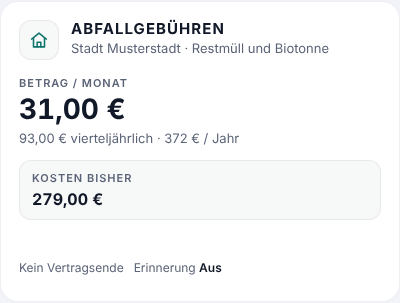 ABFALLGEBÜHREN
Stadt Musterstadt · Restmüll und Biotonne
BETRAG / MONAT
31,00 €
93,00 € vierteljährlich · 372 € / Jahr
KOSTEN BISHER
279,00 €
Kein Vertragsende Erinnerung Aus